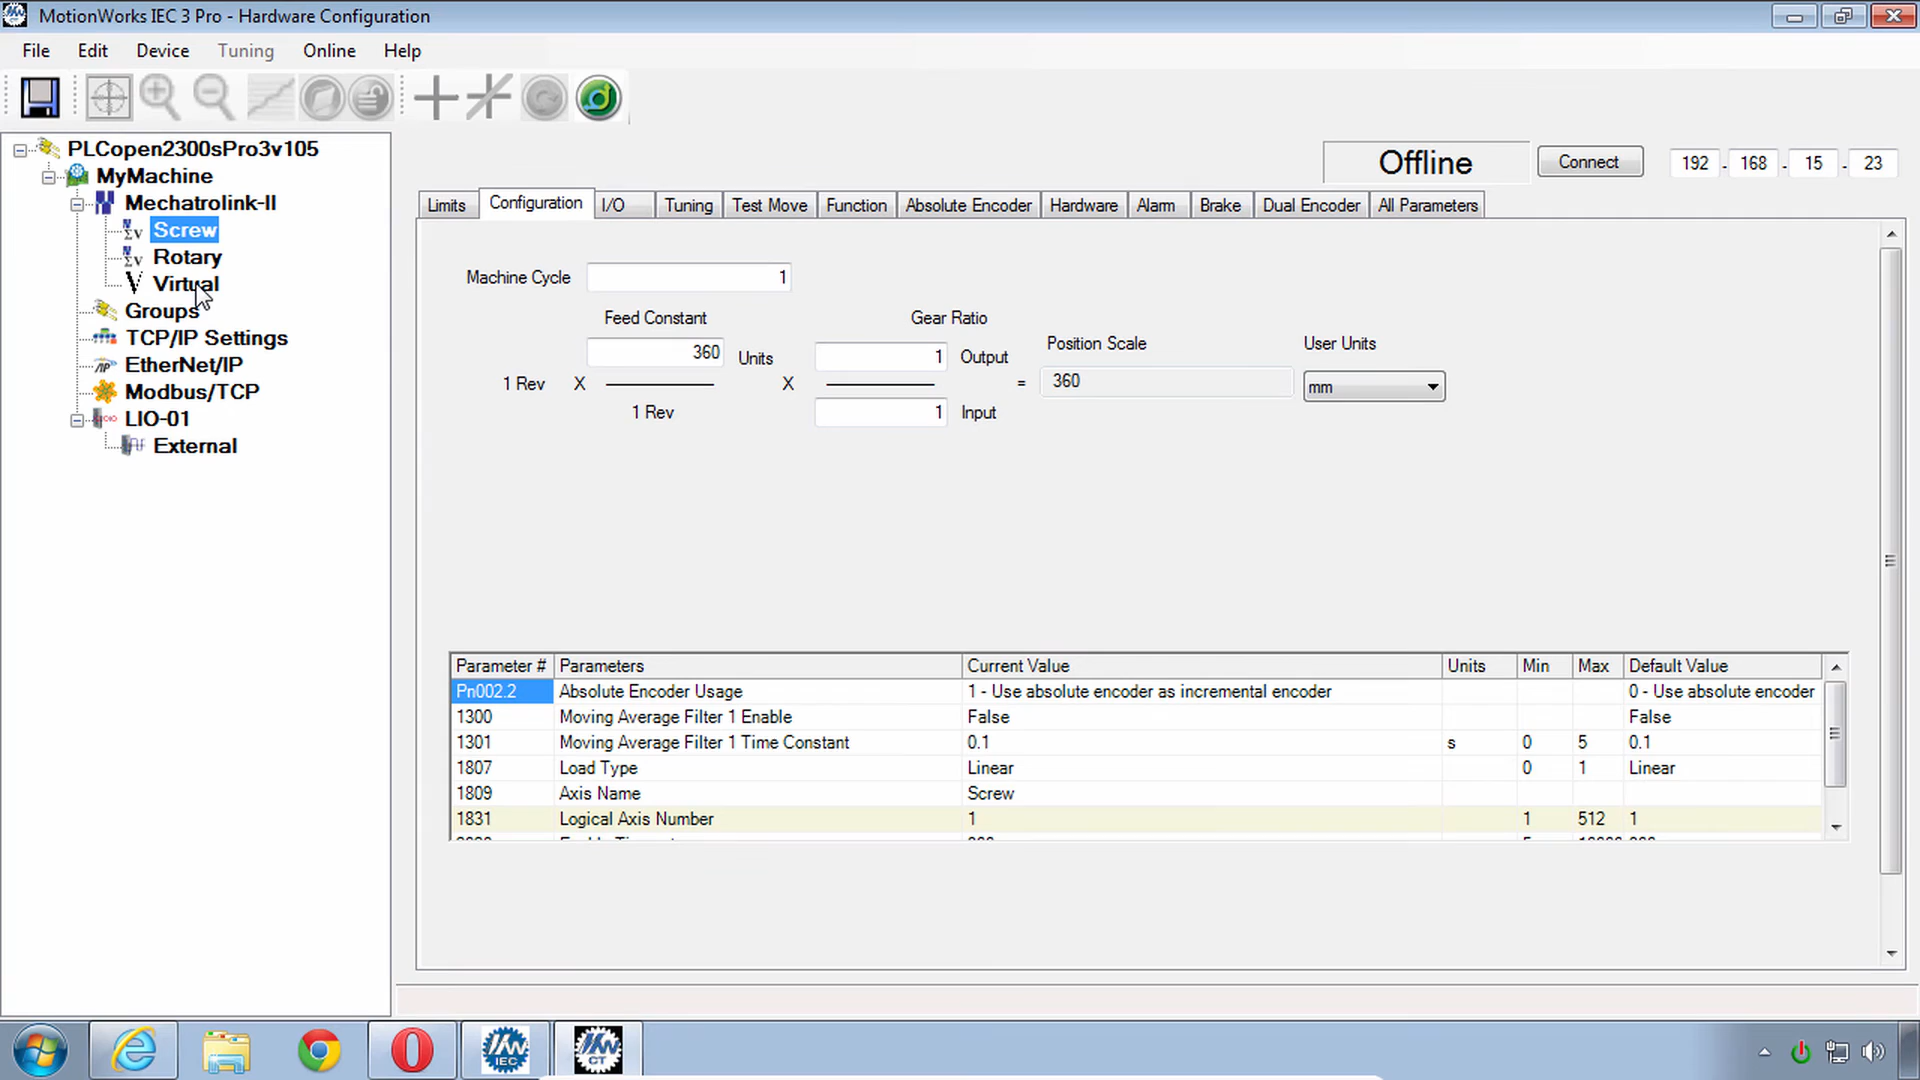 MotionWorks IEC 3 Pro - Hardware Configuration
File Edit Device Tuning Online Help
PLCopen2300sPro3v105
MyMachine
Mechatrolink-II
Screw
Rotary
Virtual
Groups
TCP/IP Settings
EtherNet/IP
Modbus/TCP
LIO-01
External
Offline Connect 192 - 168 - 15 - 23
Limits Configuration I/O Tuning Test Move Function Absolute Encoder Hardware Alarm Brake Dual Encoder All Parameters
Machine Cycle 1
Feed Constant Gear Ratio
360 Units 1 Output Position Scale User Units
1 Rev X X = 360 mm
1 Rev 1 Input
Parameter # Parameters Current Value Units Min Max Default Value
Pn002.2 Absolute Encoder Usage 1 - Use absolute encoder as incremental encoder 0 - Use absolute encoder
1300 Moving Average Filter 1 Enable False False
1301 Moving Average Filter 1 Time Constant 0.1 s 0 5 0.1
1807 Load Type Linear 0 1 Linear
1809 Axis Name Screw
1831 Logical Axis Number 1 1 512 1
IEC
CT